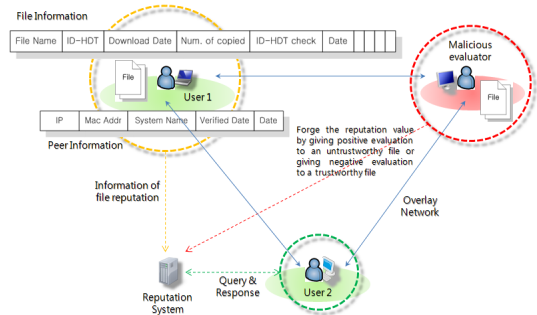 File Information
File Name ID-HDT Download Date Num. of copied ID-HDT check Date
Malicious
evaluator
File
User 1
File
IP Mac Addr System Name Verified Date Date
Peer Information
Forge the reputation value
by giving positive evaluation
to an untrustworthy file or
giving negative evaluation
to a trustworthy file
Information of
file reputation
Overlay
Network
Query &
Response
User 2
Reputation
System